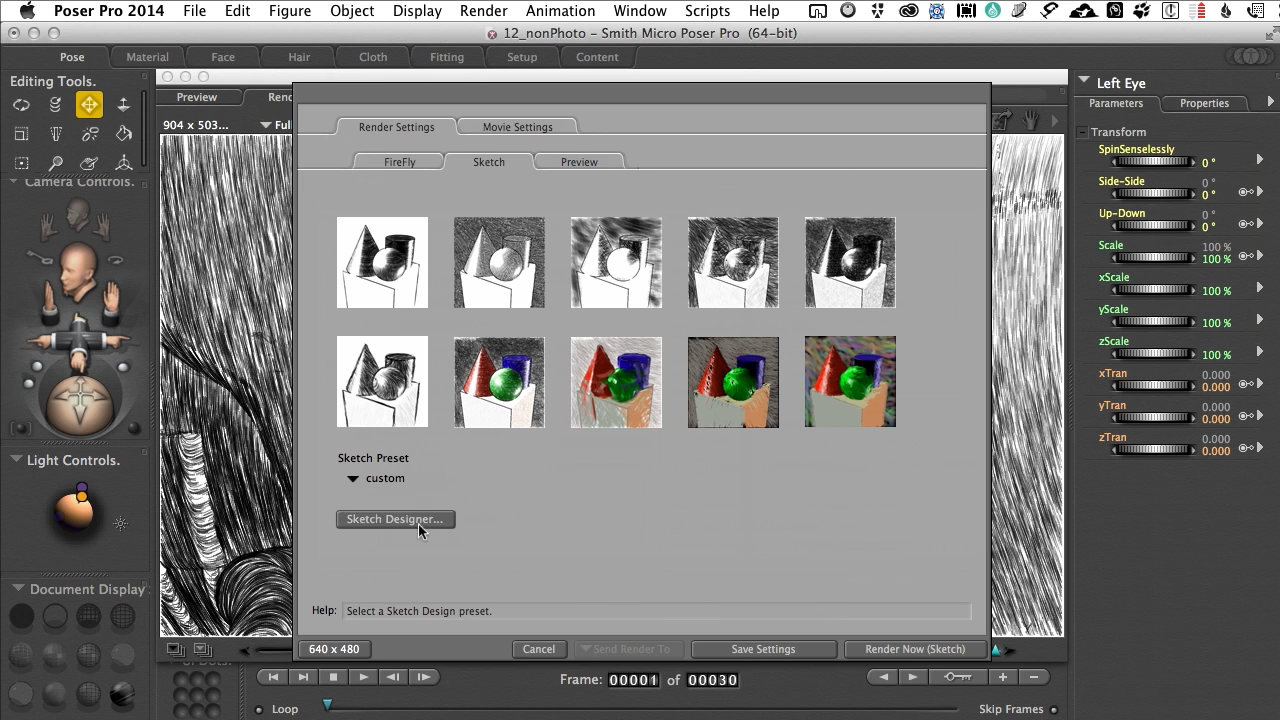 Poser Pro 2014 File Edit Figure Object Display Render Animation Window Scripts Help
12_nonPhoto - Smith Micro Poser Pro (64-bit)
Pose Material Face Hair Cloth Fitting Setup Content
Editing Tools.
Camera Controls.
Light Controls.
Document Display
Preview
904 x 503...
Render Settings Movie Settings
FireFly Sketch Preview
Sketch Preset
custom
Sketch Designer...
Help: Select a Sketch Design preset.
640 x 480 Cancel Send Render To Save Settings Render Now (Sketch)
Frame: 00001 of 00030
Loop
Skip Frames
Left Eye
Parameters Properties
Transform
SpinSenselessly
0 °
Side-Side 0 °
0 °
Up-Down 0 °
0 °
Scale 100 %
100 %
xScale
100 %
yScale
100 %
zScale
100 %
xTran 0.000
0.000
yTran 0.000
0.000
zTran 0.000
0.000